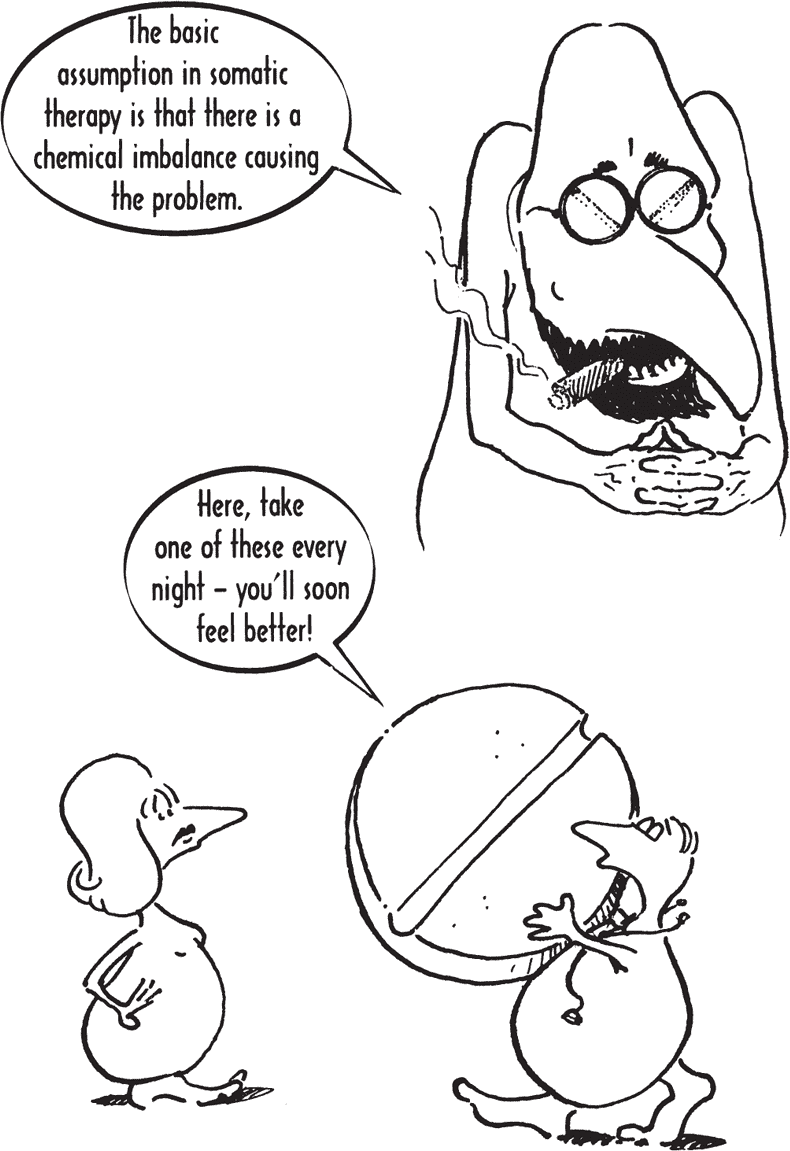 The basic
assumption in somatic
therapy is that there is a
chemical imbalance causing
the problem.
Here, take
one of these every
night – you'll soon
feel better!